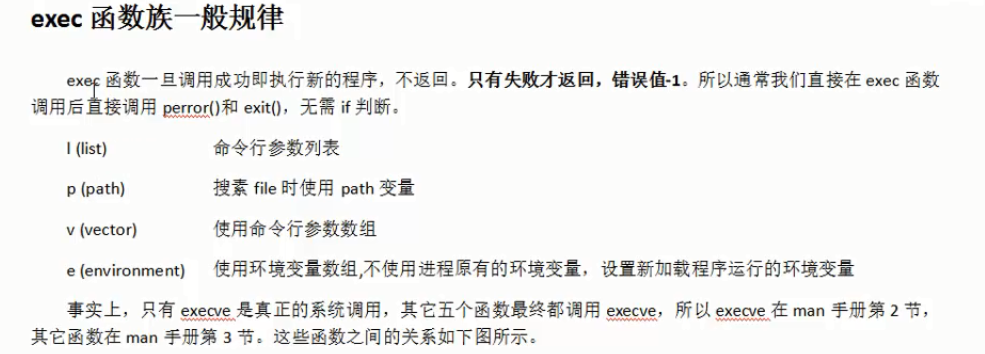 exec 函数族一般规律
exec 函数一旦调用成功即执行新的程序，不返回。只有失败才返回，错误值-1。所以通常我们直接在 exec 函数
调用后直接调用 perror()和 exit()，无需 if 判断。
l (list) 命令行参数列表
p (path) 搜素 file 时使用 path 变量
v (vector) 使用命令行参数数组
e (environment) 使用环境变量数组,不使用进程原有的环境变量，设置新加载程序运行的环境变量
事实上，只有 execve 是真正的系统调用，其它五个函数最终都调用 execve，所以 execve 在 man 手册第 2 节，
其它函数在 man 手册第 3 节。这些函数之间的关系如下图所示。